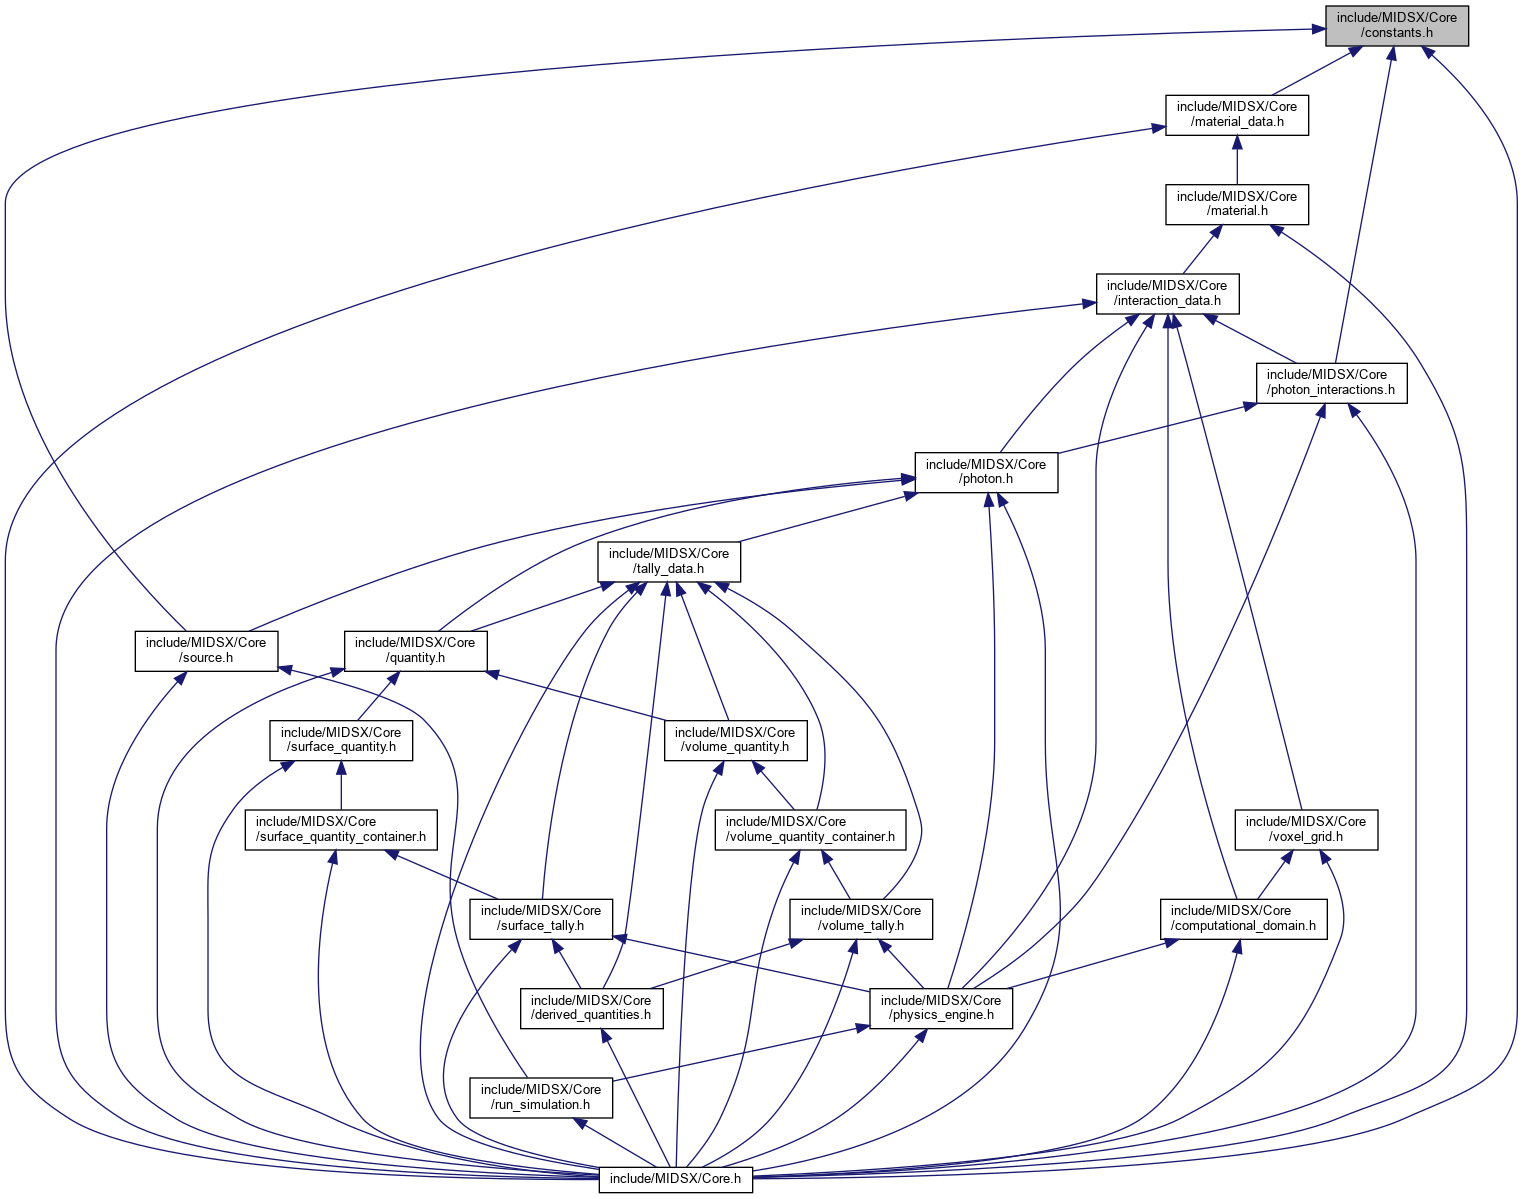 include/MIDSX/Core
/constants.h
include/MIDSX/Core
/material_data.h
include/MIDSX/Core
/material.h
include/MIDSX/Core
/interaction_data.h
include/MIDSX/Core
/photon_interactions.h
include/MIDSX/Core
/photon.h
include/MIDSX/Core
/tally_data.h
include/MIDSX/Core
/source.h
include/MIDSX/Core
/quantity.h
include/MIDSX/Core
/surface_quantity.h
include/MIDSX/Core
/volume_quantity.h
include/MIDSX/Core
/surface_quantity_container.h
include/MIDSX/Core
/volume_quantity_container.h
include/MIDSX/Core
/voxel_grid.h
include/MIDSX/Core
/surface_tally.h
include/MIDSX/Core
/volume_tally.h
include/MIDSX/Core
/computational_domain.h
include/MIDSX/Core
/derived_quantities.h
include/MIDSX/Core
/physics_engine.h
include/MIDSX/Core
/run_simulation.h
include/MIDSX/Core.h